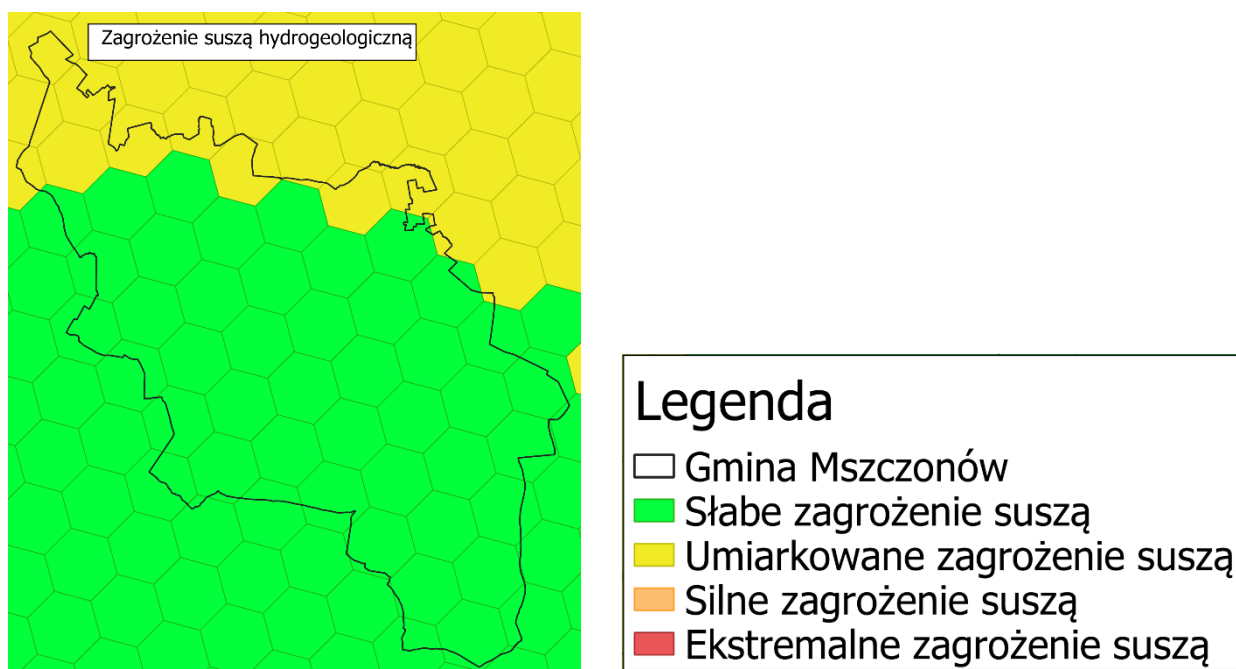 Zagrożenie suszą hydrogeologiczną
Legenda
Gmina Mszczonów
Słabe zagrożenie suszą
Umiarkowane zagrożenie suszą
Silne zagrożenie suszą
Ekstremalne zagrożenie suszą